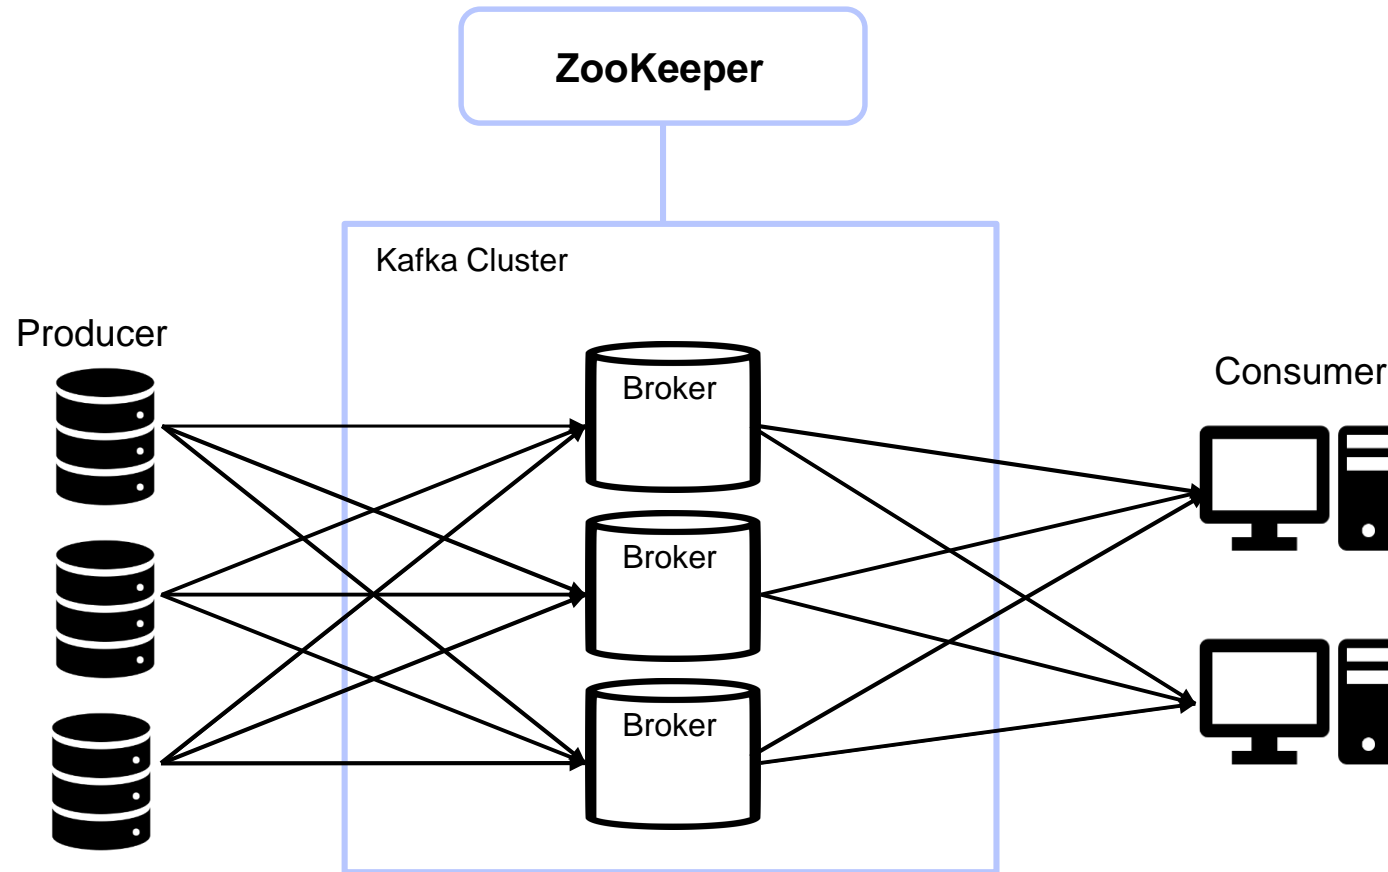 ZooKeeper
Kafka Cluster
Producer
Consumer
Broker
Broker
Broker